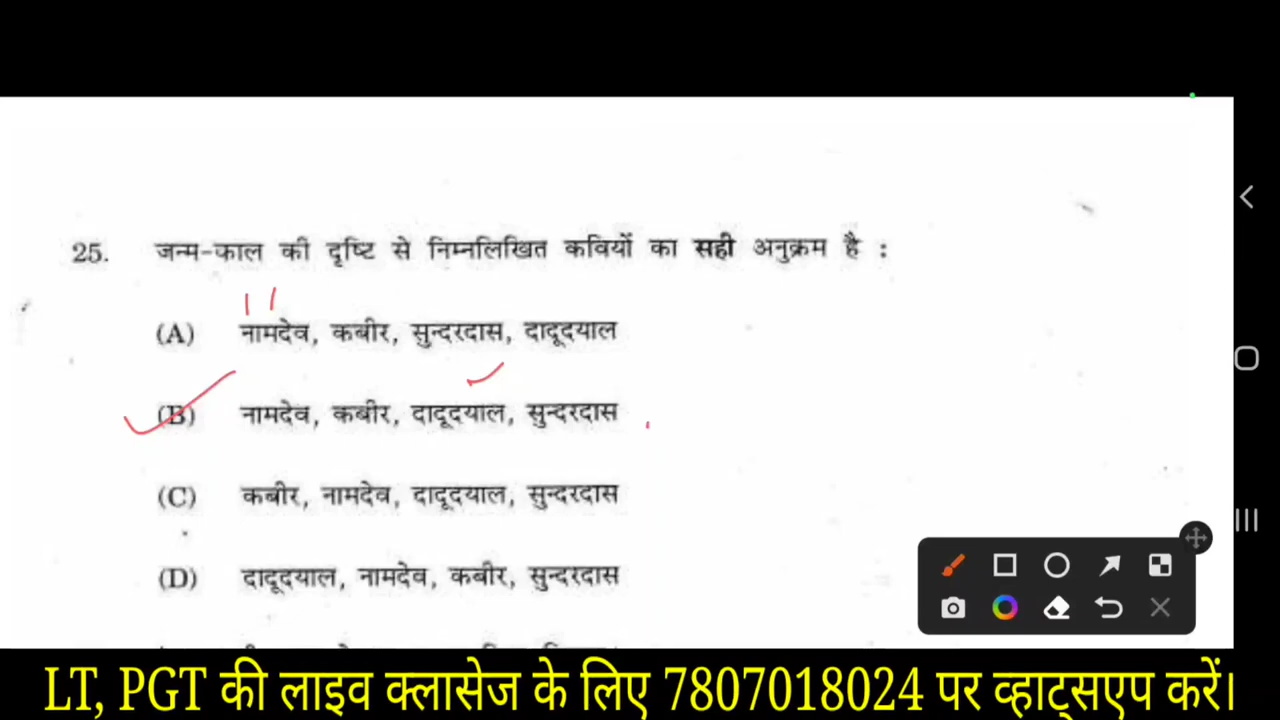 25. जन्म-काल की दृष्टि से निम्नलिखित कवियों का सही अनुक्रम है :
(A) नामदेव, कबीर, सुन्दरदास, दादूदयाल
(B) नामदेव, कबीर, दादूदयाल, सुन्दरदास
(C) कबीर, नामदेव, दादूदयाल, सुन्दरदास
(D) दादूदयाल, नामदेव, कबीर, सुन्दरदास
LT, PGT की लाइव क्लासेज के लिए 7807018024 पर व्हाट्सएप करें।